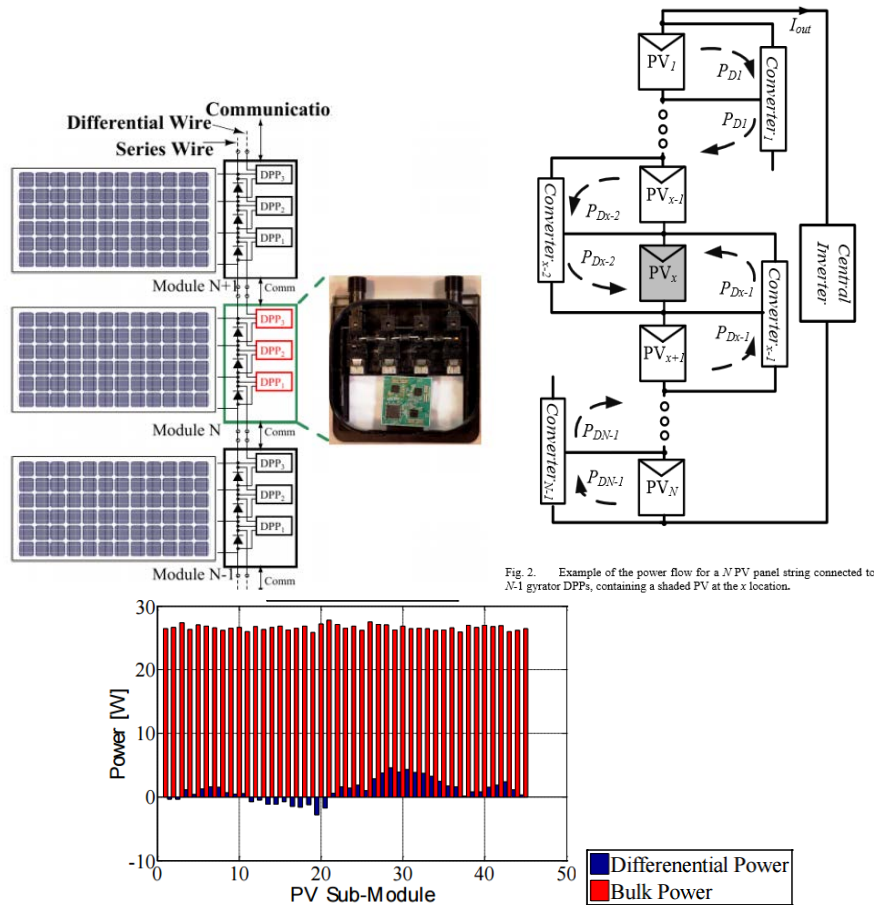 Communicatio
Differential Wire
Series Wire
DPP3
DPP2
DPP1
Module N+1
Comm
DPP3
DPP2
DPP1
Module N
Comm
DPP3
DPP2
DPP1
Module N-1
Comm
Iout
PV1
PD1
Converter1
PD1
PVx-1
PDx-2
Converterx-2
PVx
PDx-2
PDx-1
Converterx-1
PVx+1
PDx-1
Central
Inverter
PDN-1
ConverterN-1
PDN-1
PVN
Fig. 2. Example of the power flow for a N PV panel string connected to
N-1 gyrator DPPs, containing a shaded PV at the x location.
30
20
10
0
-10
Power [W]
0 10 20 30 40 50
PV Sub-Module
Differenential Power
Bulk Power